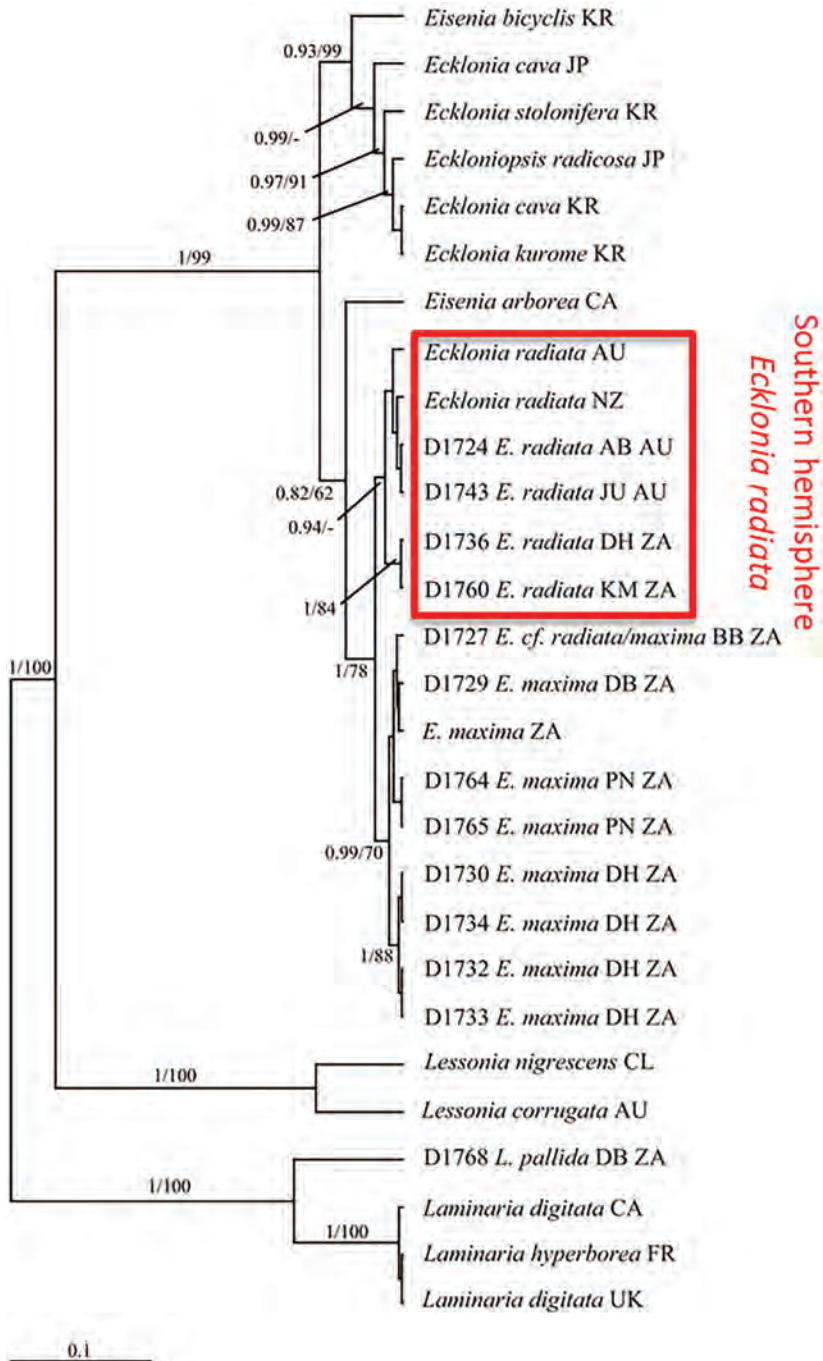 Eisenia bicyclis KR
0.93/99
Ecklonia cava JP
Ecklonia stolonifera KR
0.99/-
Eckloniopsis radicosa JP
0.97/91
Ecklonia cava KR
0.99/87
Ecklonia kurome KR
1/99
Eisenia arborea CA
Ecklonia radiata AU
Ecklonia radiata NZ
D1724 E. radiata AB AU
D1743 E. radiata JU AU
0.82/62
0.94/-
D1736 E. radiata DH ZA
D1760 E. radiata KM ZA
1/84
Southern hemisphere
Ecklonia radiata
D1727 E. cf. radiata/maxima BB ZA
1/100
1/78
D1729 E. maxima DB ZA
E. maxima ZA
D1764 E. maxima PN ZA
D1765 E. maxima PN ZA
0.99/70
D1730 E. maxima DH ZA
D1734 E. maxima DH ZA
1/88
D1732 E. maxima DH ZA
D1733 E. maxima DH ZA
Lessonia nigrescens CL
1/100
Lessonia corrugata AU
D1768 L. pallida DB ZA
1/100
Laminaria digitata CA
1/100
Laminaria hyperborea FR
Laminaria digitata UK
0.1